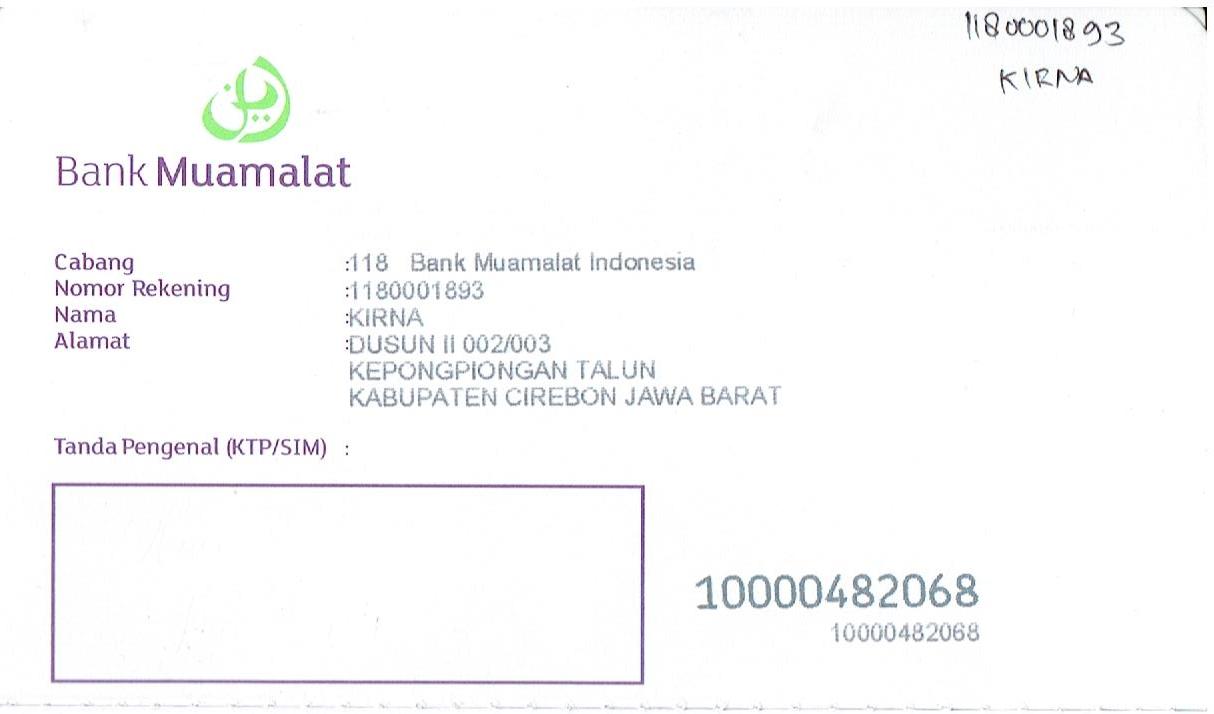 1180001893
KIRNA
Bank Muamalat
Cabang :118 Bank Muamalat Indonesia
Nomor Rekening :1180001893
Nama :KIRNA
Alamat :DUSUN II 002/003
KEPONGPIONGAN TALUN
KABUPATEN CIREBON JAWA BARAT
Tanda Pengenal (KTP/SIM) :
10000482068
10000482068